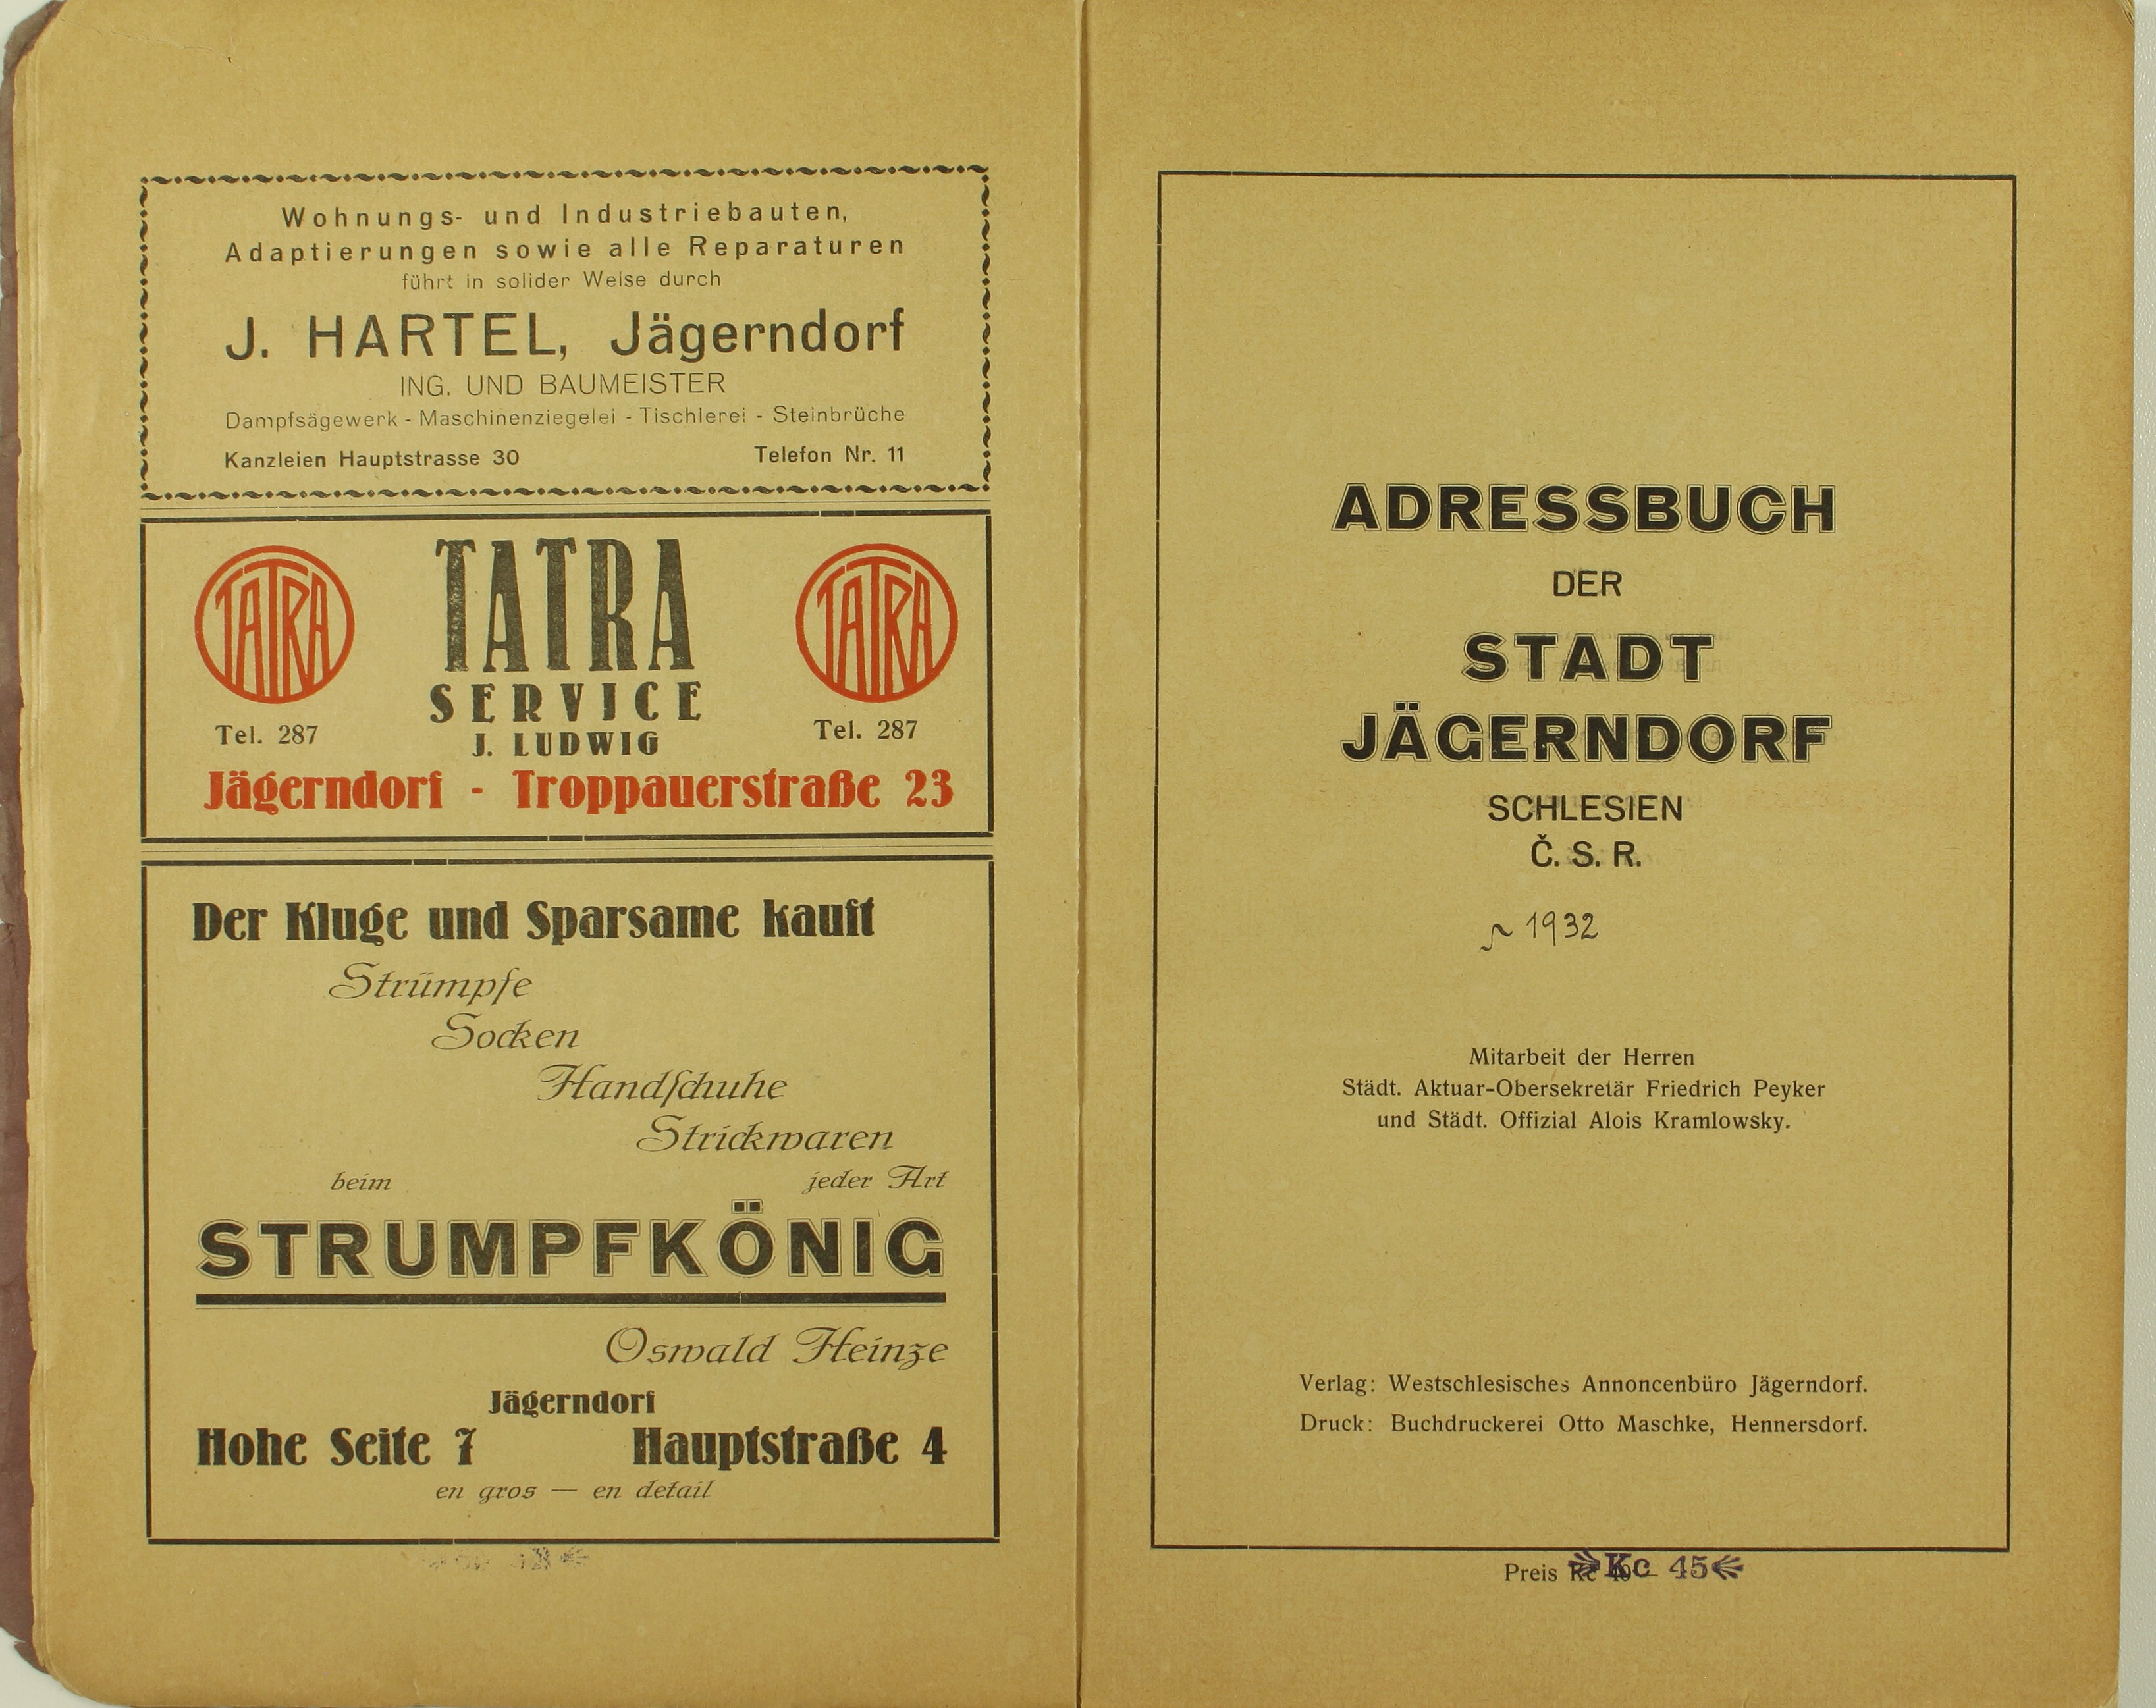 Wohnungs- und Industriebauten,
Adaptierungen sowie alle Reparaturen
führt in solider Weise durch
J. HARTEL, Jägerndorf
ING. UND BAUMEISTER
Dampfsägewerk - Maschinenziegelei - Tischlerei - Steinbrüche
Kanzleien Hauptstrasse 30 Telefon Nr. 11
TATRA
TATRA
TATRA
SERVICE
Tel. 287
J. LUDWIG
Tel. 287
Jägerndorf - Troppauerstraße 23
Der Kluge und Sparsame kauft
Strümpfe
Socken
Handschuhe
Strickwaren
beim jeder Art
STRUMPFKÖNIG
Oswald Heinze
Jägerndorf
Hohe Seite 7 Hauptstraße 4
en gros — en detail
ADRESSBUCH
DER
STADT
JÄGERNDORF
SCHLESIEN
Č. S. R.
1932
Mitarbeit der Herren
Städt. Aktuar-Obersekretär Friedrich Peyker
und Städt. Offizial Alois Kramlowsky.
Verlag: Westschlesisches Annoncenbüro Jägerndorf.
Druck: Buchdruckerei Otto Maschke, Hennersdorf.
Preis Kc 45